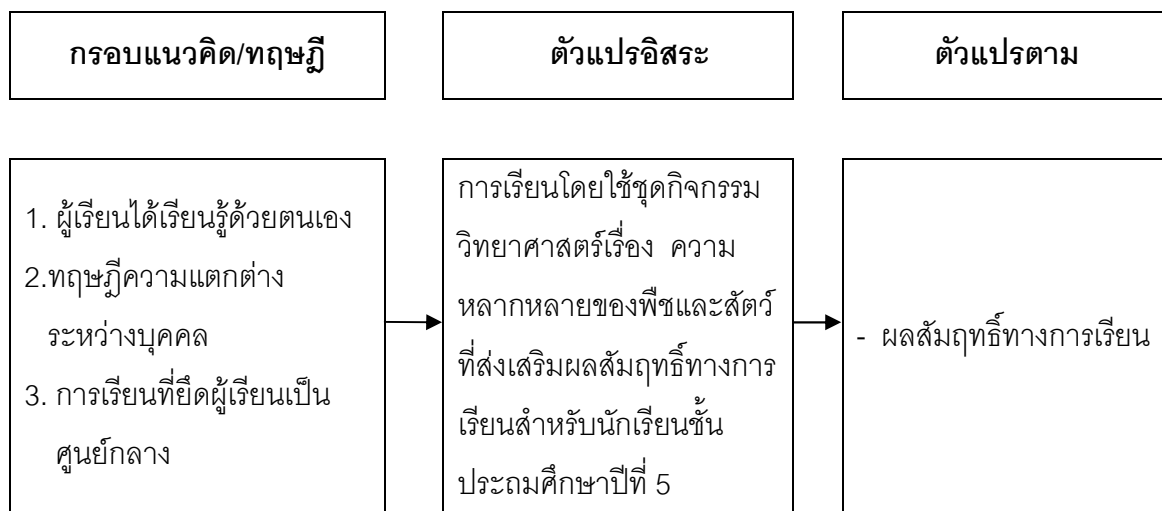 กรอบแนวคิด/ทฤษฎี
ตัวแปรอิสระ
ตัวแปรตาม
1. ผู้เรียนได้เรียนรู้ด้วยตนเอง
2.ทฤษฎีความแตกต่าง
ระหว่างบุคคล
3. การเรียนที่ยึดผู้เรียนเป็น
ศูนย์กลาง
การเรียนโดยใช้ชุดกิจกรรม
วิทยาศาสตร์เรื่อง ความ
หลากหลายของพืชและสัตว์
ที่ส่งเสริมผลสัมฤทธิ์ทางการ
เรียนสำหรับนักเรียนชั้น
ประถมศึกษาปีที่ 5
- ผลสัมฤทธิ์ทางการเรียน